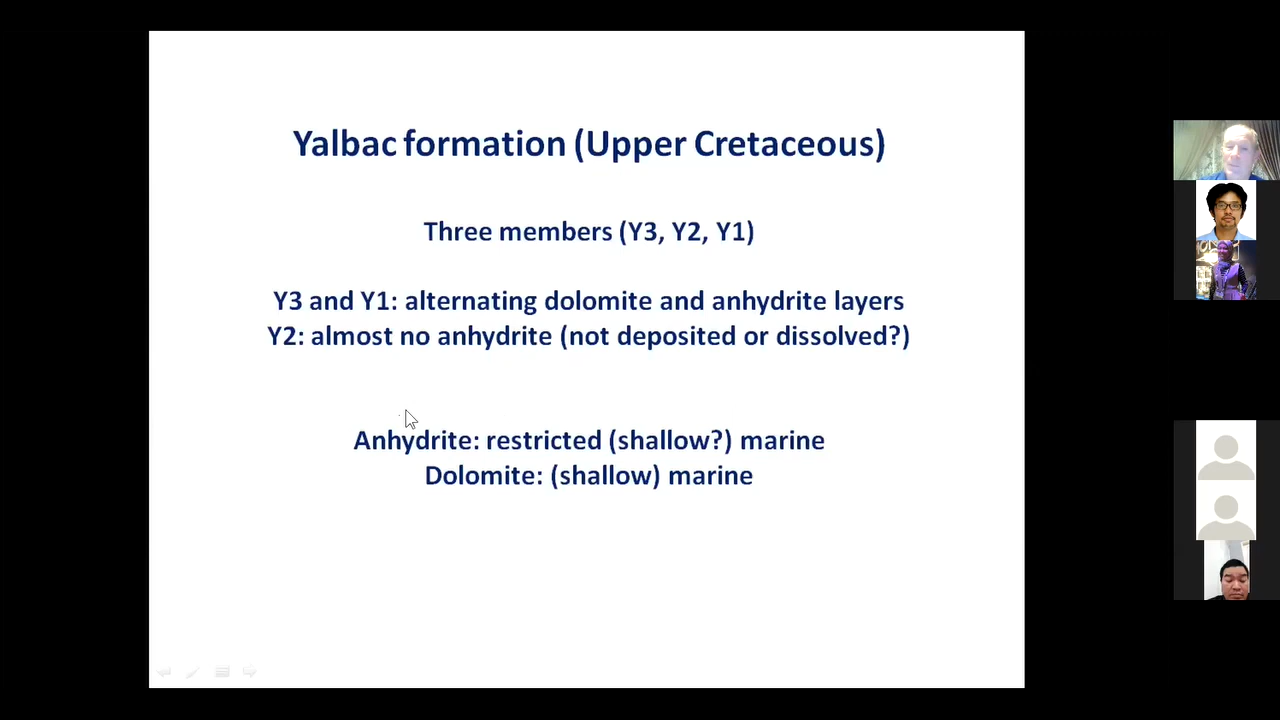 Yalbac formation (Upper Cretaceous)
Three members (Y3, Y2, Y1)
Y3 and Y1: alternating dolomite and anhydrite layers
Y2: almost no anhydrite (not deposited or dissolved?)
Anhydrite: restricted (shallow?) marine
Dolomite: (shallow) marine